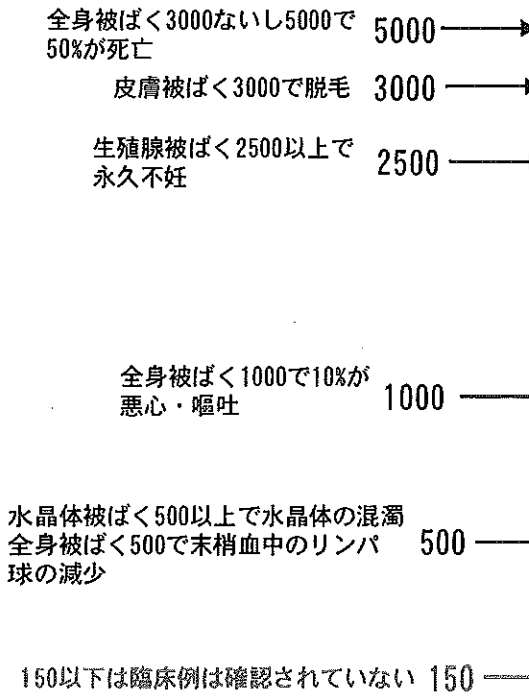 全身被ばく3000ないし5000で
50%が死亡
5000
皮膚被ばく3000で脱毛 3000
生殖腺被ばく2500以上で
永久不妊
2500
全身被ばく1000で10%が
悪心・嘔吐
1000
水晶体被ばく500以上で水晶体の混濁
全身被ばく500で末梢血中のリンパ
球の減少
500
150以下は臨床例は確認されていない 150